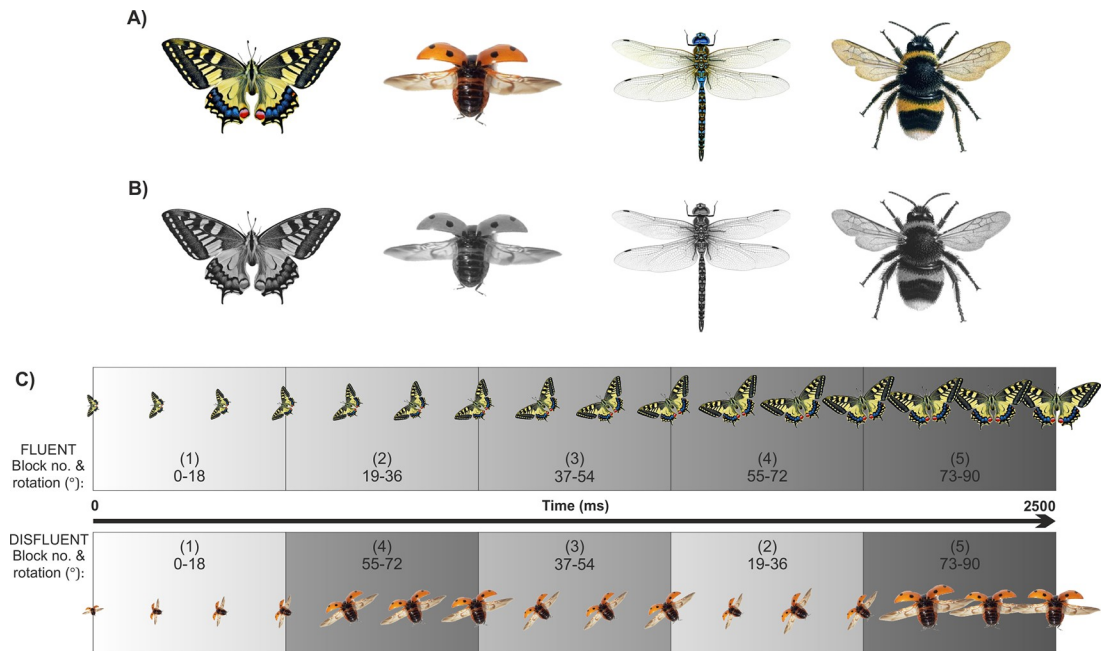 A)
B)
C)
FLUENT
Block no. &
rotation (°):
(1) (2) (3) (4) (5)
0-18 19-36 37-54 55-72 73-90
0 Time (ms) 2500
DISFLUENT
Block no. &
rotation (°):
(1) (4) (3) (2) (5)
0-18 55-72 37-54 19-36 73-90